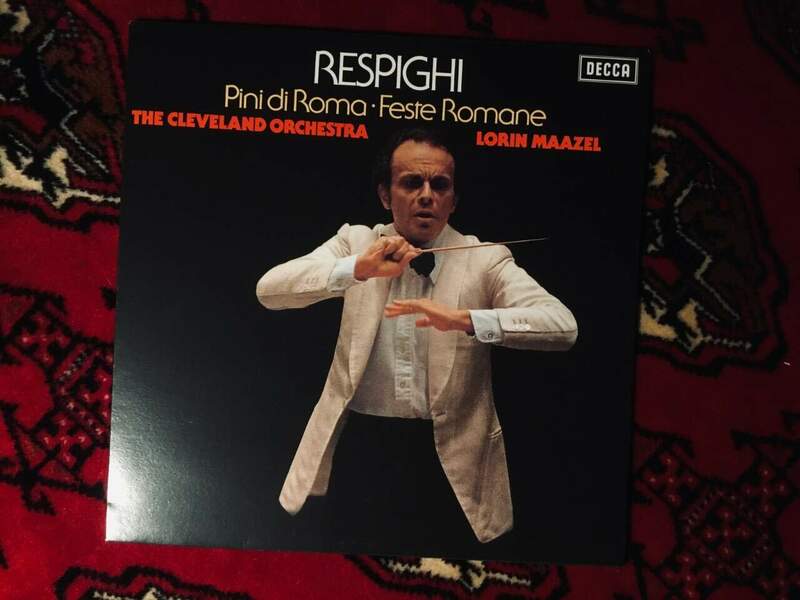 RESPIGHI
DECCA
Pini di Roma · Feste Romane
THE CLEVELAND ORCHESTRA
LORIN MAAZEL